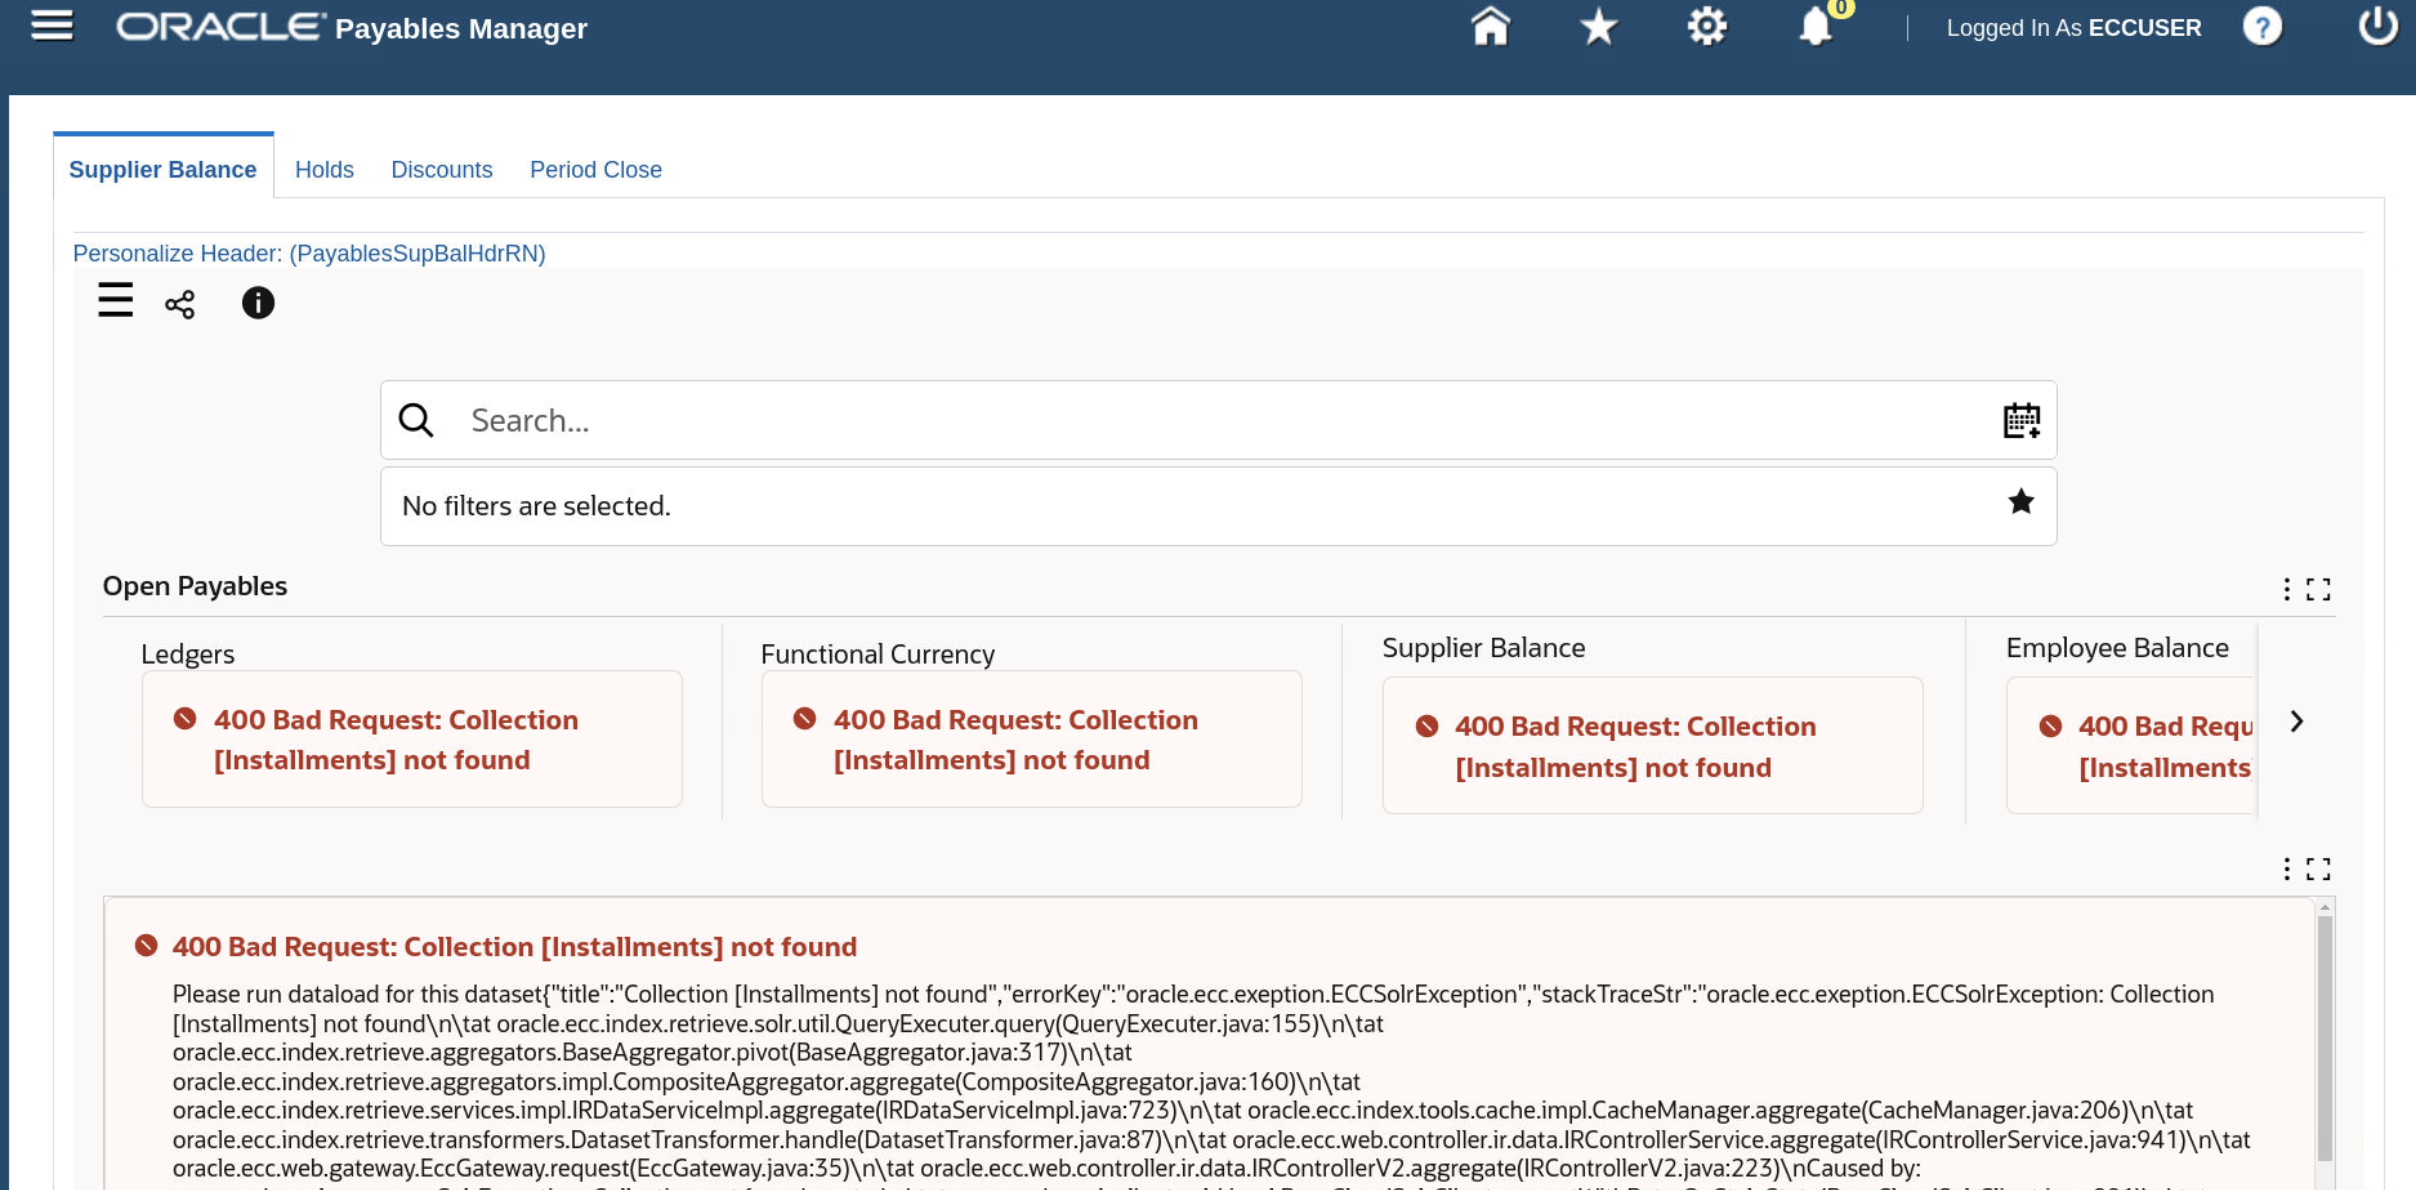 ORACLE Payables Manager
0
Logged In As ECCUSER
?
Supplier Balance
Holds
Discounts
Period Close
Personalize Header: (PayablesSupBalHdrRN)
Search...
No filters are selected.
Open Payables
Ledgers
400 Bad Request: Collection
[Installments] not found
Functional Currency
400 Bad Request: Collection
[Installments] not found
Supplier Balance
400 Bad Request: Collection
[Installments] not found
Employee Balance
400 Bad Requ
[Installments
400 Bad Request: Collection [Installments] not found
Please run dataload for this dataset{"title":"Collection [Installments] not found","errorKey":"oracle.ecc.exeption.ECCSolrException","stackTraceStr":"oracle.ecc.exeption.ECCSolrException: Collection
[Installments] not found\n\tat oracle.ecc.index.retrieve.solr.util.QueryExecuter.query(QueryExecuter.java:155)\n\tat
oracle.ecc.index.retrieve.aggregators.BaseAggregator.pivot(BaseAggregator.java:317)\n\tat
oracle.ecc.index.retrieve.aggregators.impl.CompositeAggregator.aggregate(CompositeAggregator.java:160)\n\tat
oracle.ecc.index.retrieve.services.impl.IRDataServiceImpl.aggregate(IRDataServiceImpl.java:723)\n\tat oracle.ecc.index.tools.cache.impl.CacheManager.aggregate(CacheManager.java:206)\n\tat
oracle.ecc.index.retrieve.transformers.DatasetTransformer.handle(DatasetTransformer.java:87)\n\tat oracle.ecc.web.controller.ir.data.IRControllerService.aggregate(IRControllerService.java:941)\n\tat
oracle.ecc.web.gateway.EccGateway.request(EccGateway.java:35)\n\tat oracle.ecc.web.controller.ir.data.IRControllerV2.aggregate(IRControllerV2.java:223)\nCaused by: